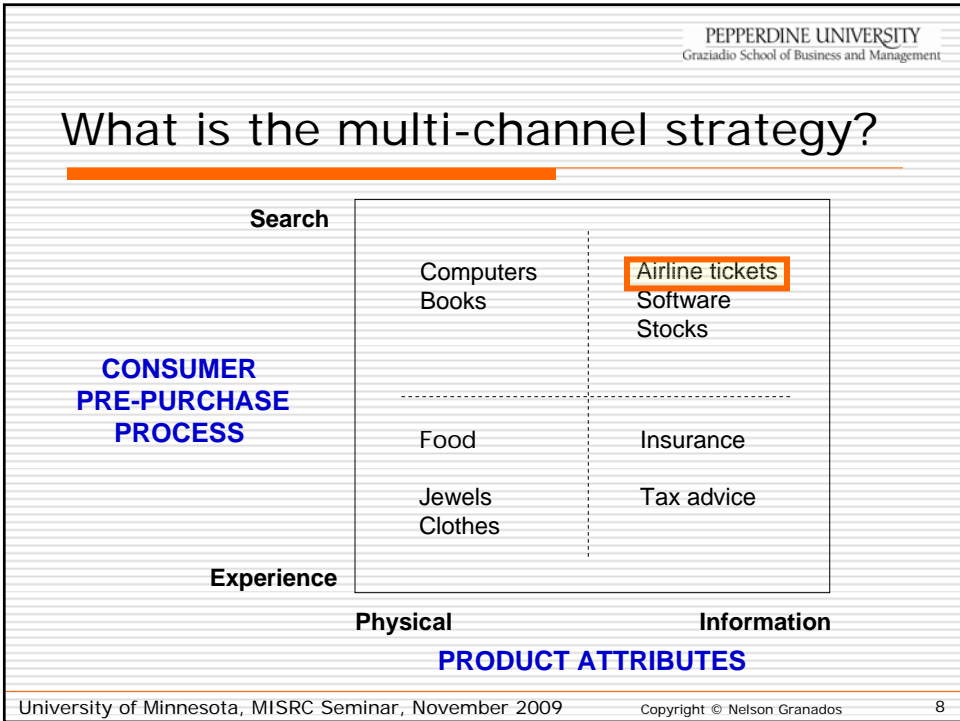 PEPPERDINE UNIVERSITY
Graziadio School of Business and Management
What is the multi-channel strategy?
Search
Computers
Books
Airline tickets
Software
Stocks
CONSUMER
PRE-PURCHASE
PROCESS
Food
Jewels
Clothes
Insurance
Tax advice
Experience
Physical
Information
PRODUCT ATTRIBUTES
University of Minnesota, MISRC Seminar, November 2009
Copyright © Nelson Granados
8